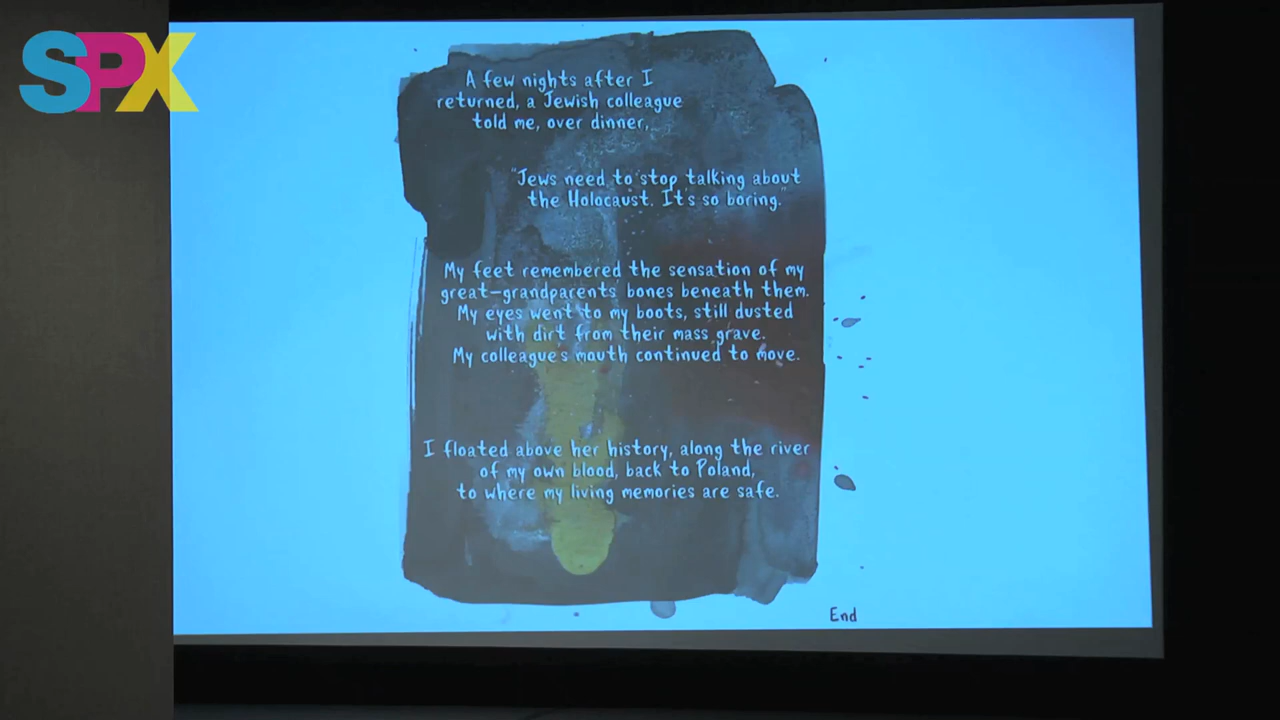 SPX
A few nights after I
returned, a Jewish colleague
told me, over dinner,
"Jews need to stop talking about
the Holocaust. It's so boring."
My feet remembered the sensation of my
great-grandparents' bones beneath them.
My eyes went to my boots, still dusted
with dirt from their mass grave.
My colleague's mouth continued to move.
I floated above her history, along the river
of my own blood, back to Poland,
to where my living memories are safe.
End